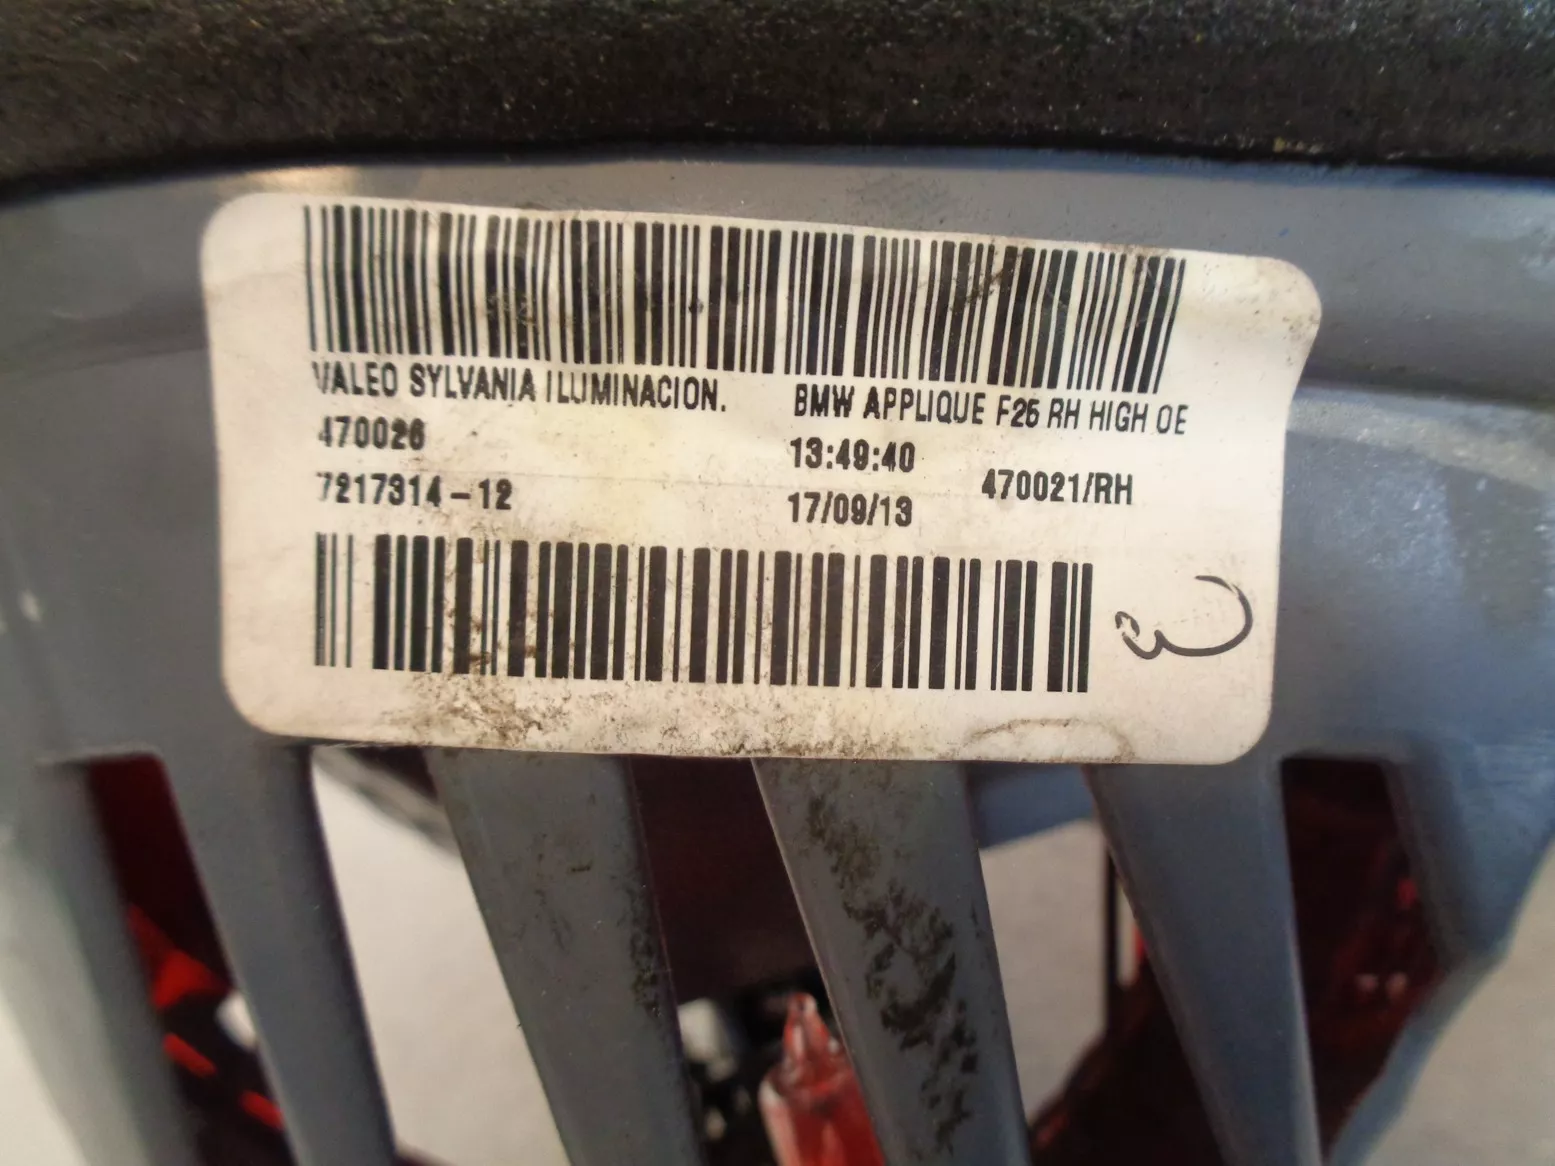 VALEO SYLVANIA ILUMINACION. BMW APPLIQUE F25 RH HIGH OE
470026 13:49:40 470021/RH
7217314-12 17/09/13